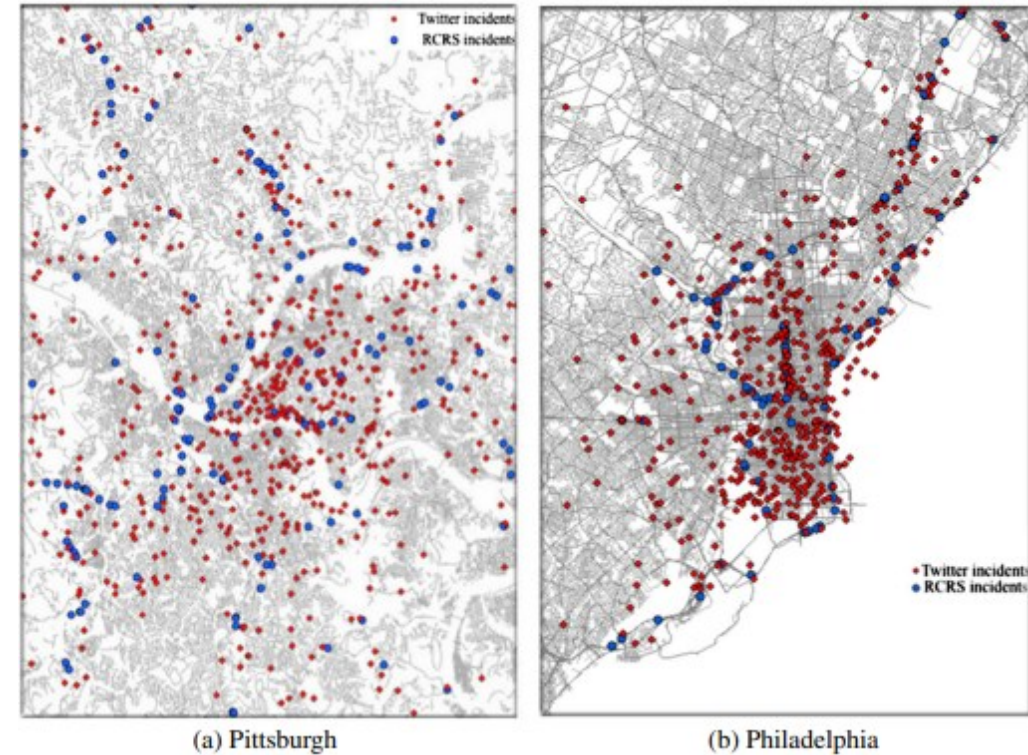 Twitter incidents
RCRS incidents
Twitter incidents
RCRS incidents
(a) Pittsburgh
(b) Philadelphia